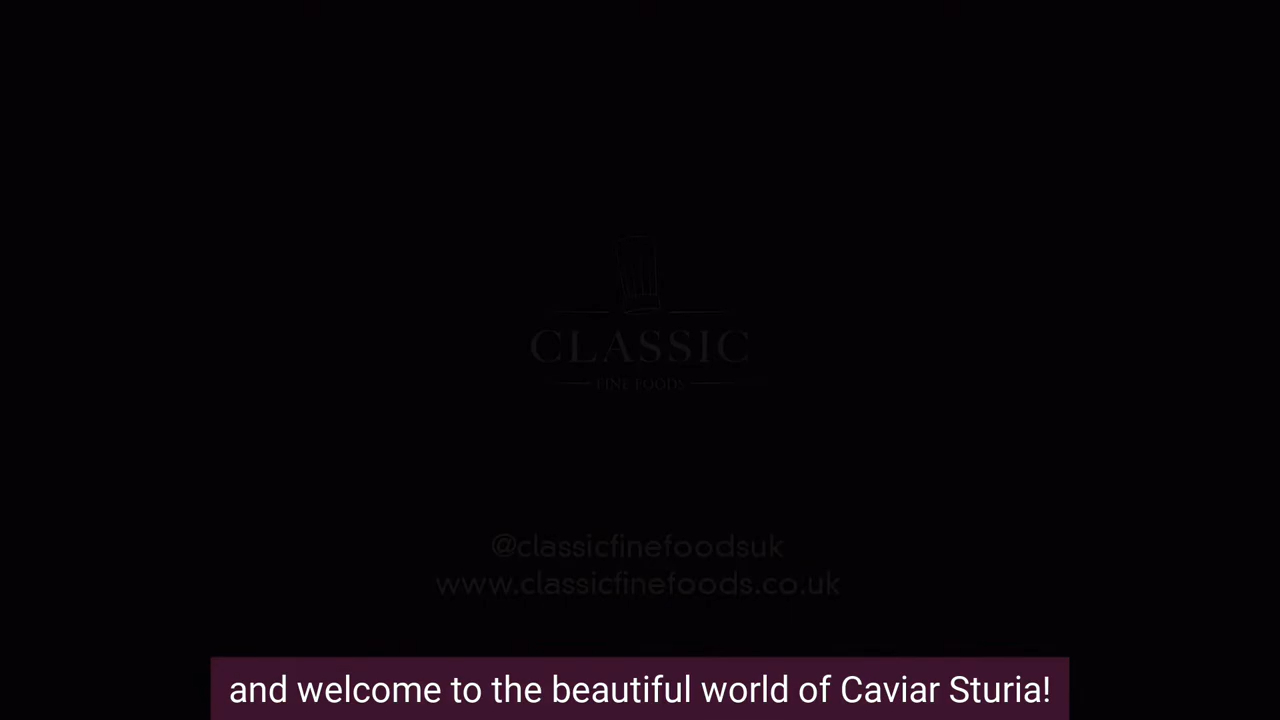 CLASSIC
FINE FOODS
@classicfinefoodsuk
www.classicfinefoods.co.uk
and welcome to the beautiful world of Caviar Sturia!